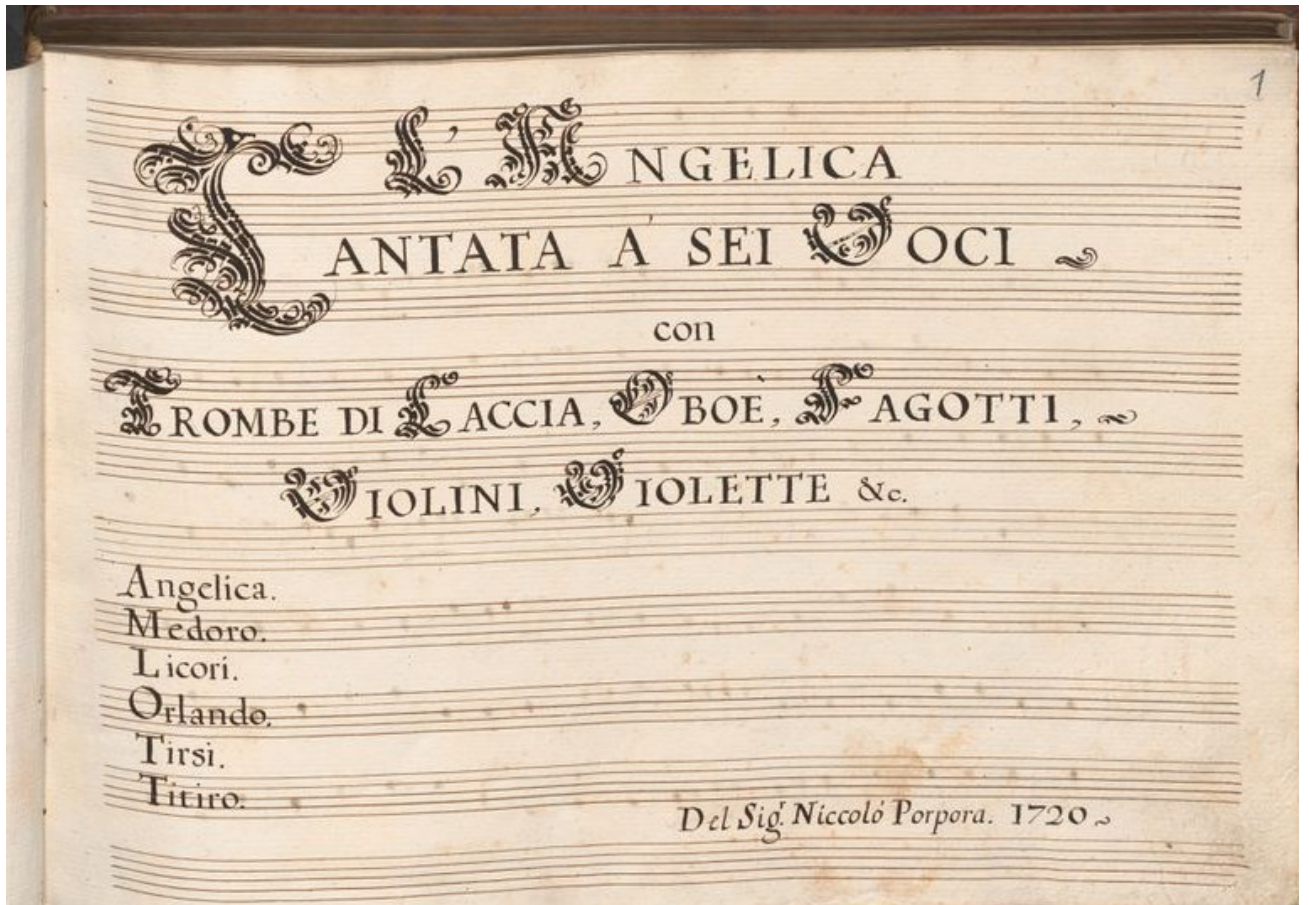 1
L'ANGELICA
CANTATA A' SEI VOCI
con
TROMBE DI CACCIA, OBOÈ, FAGOTTI,
VIOLINI, VIOLETTE &c.
Angelica.
Medoro.
Licori.
Orlando.
Tirsi.
Titiro.
Del Sig.r Niccoló Porpora. 1720